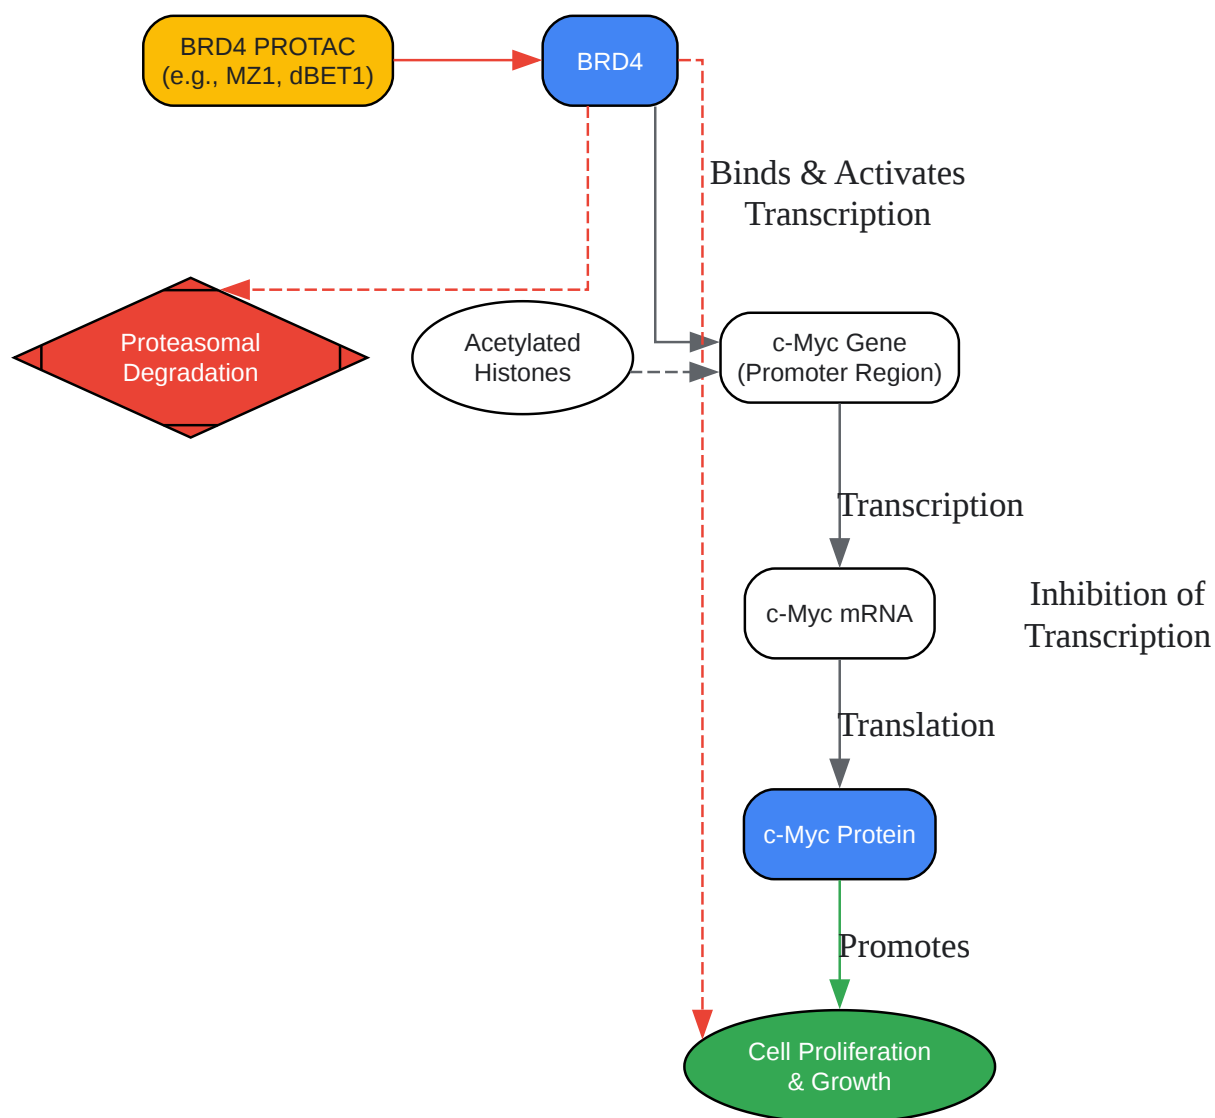 BRD4 PROTAC
(e.g., MZ1, dBET1)
BRD4
Binds & Activates
Transcription
Proteasomal
Degradation
Acetylated
Histones
c-Myc Gene
(Promoter Region)
Transcription
c-Myc mRNA
Inhibition of
Transcription
Translation
c-Myc Protein
Promotes
Cell Proliferation
& Growth